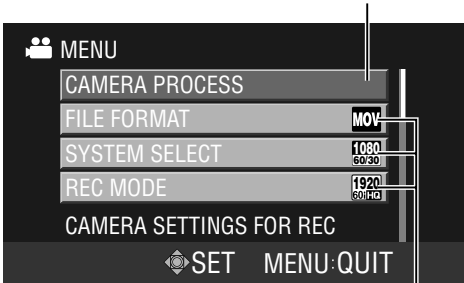 MENU
CAMERA PROCESS
FILE FORMAT MOV
SYSTEM SELECT 1080 60/30
REC MODE 1920 60i HQ
CAMERA SETTINGS FOR REC
SET MENU:QUIT